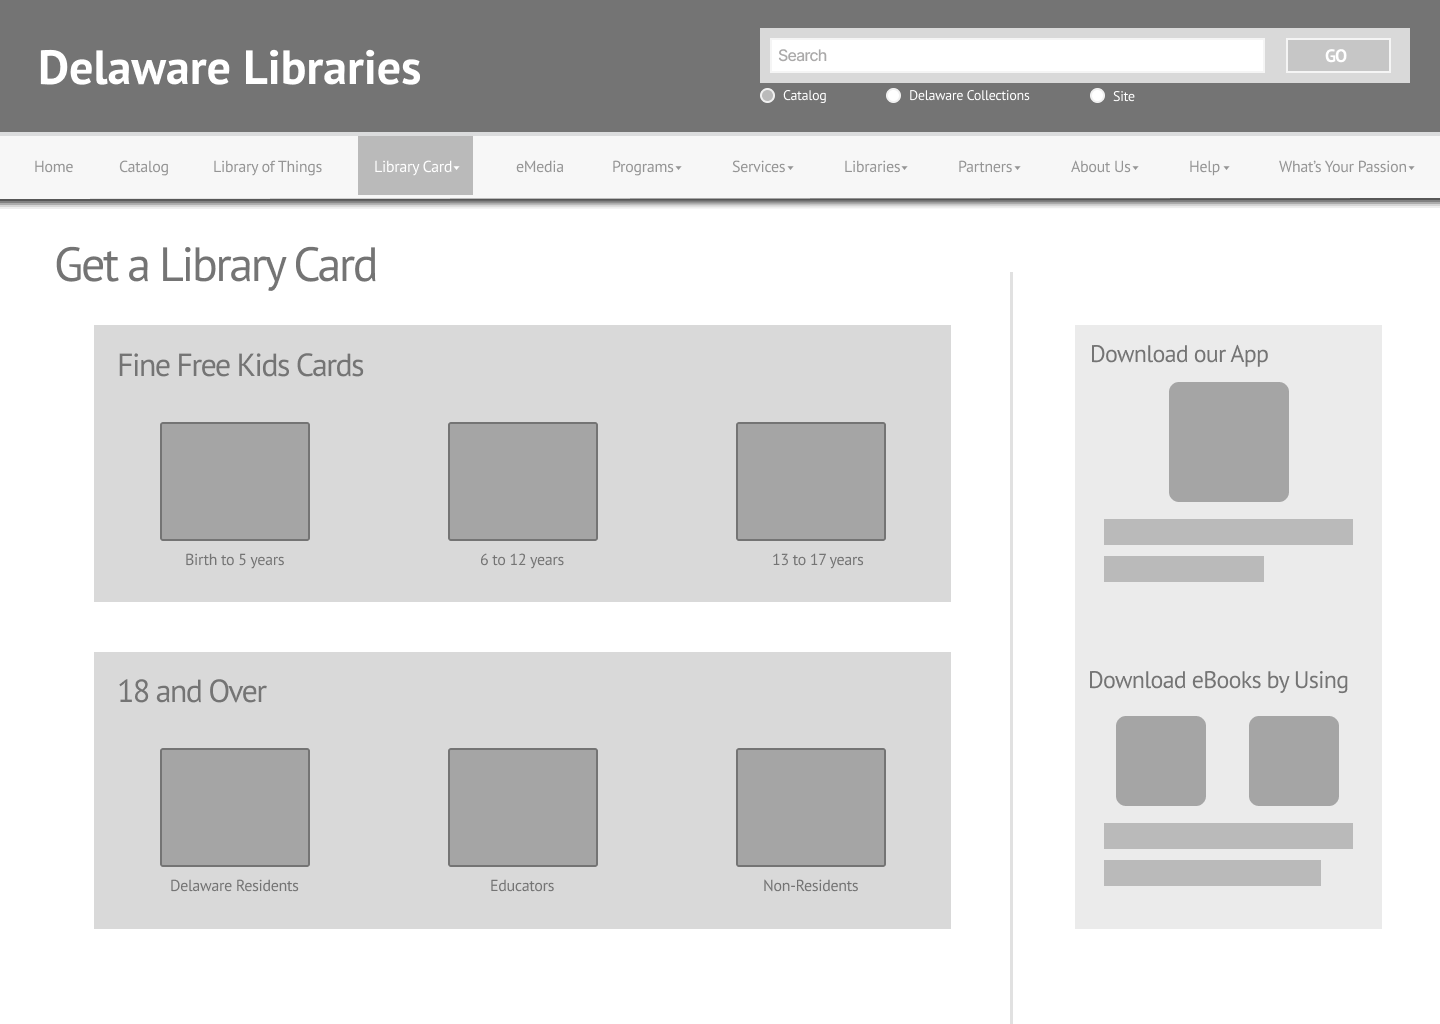 Delaware Libraries
Search
GO
Catalog
Delaware Collections
Site
Home
Catalog
Library of Things
Library Card
eMedia
Programs
Services
Libraries
Partners
About Us
Help
What's Your Passion
Get a Library Card
Fine Free Kids Cards
Birth to 5 years
6 to 12 years
13 to 17 years
18 and Over
Delaware Residents
Educators
Non-Residents
Download our App
Download eBooks by Using